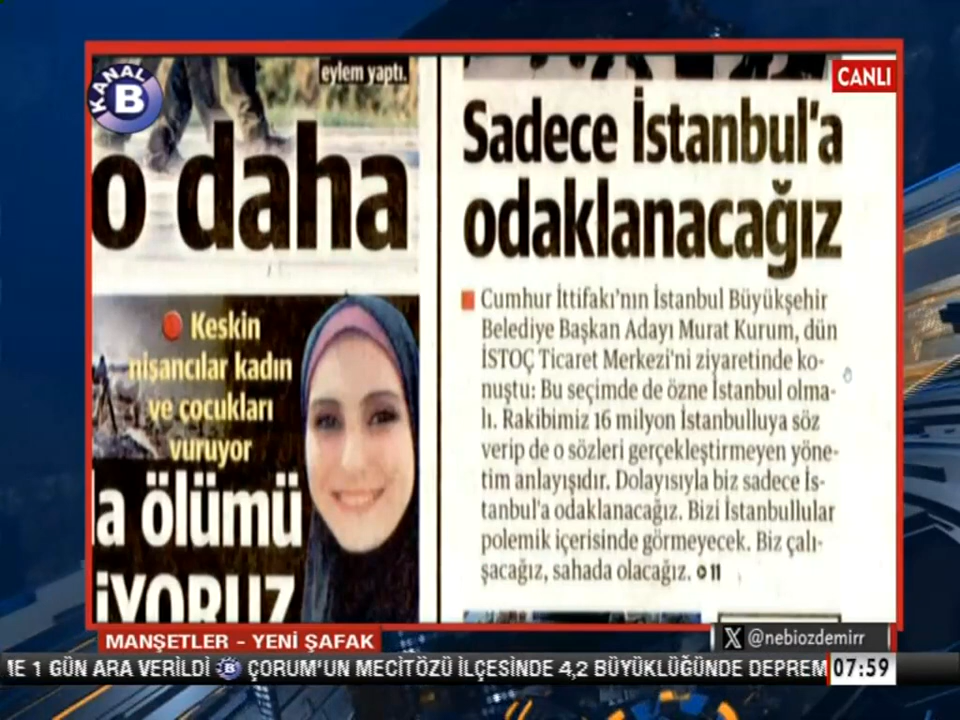 KANAL B
CANLI
eylem yaptı.
o daha
Keskin
nişancılar kadın
ve çocukları
vuruyor
a ölümü
iYORUZ
Sadece İstanbul'a
odaklanacağız
Cumhur İttifakı'nın İstanbul Büyükşehir
Belediye Başkan Adayı Murat Kurum, dün
İSTOÇ Ticaret Merkezi'ni ziyaretinde ko-
nuştu: Bu seçimde de özne İstanbul olma-
lı. Rakibimiz 16 milyon İstanbulluya söz
verip de o sözleri gerçekleştirmeyen yöne-
tim anlayışıdır. Dolayısıyla biz sadece İs-
tanbul'a odaklanacağız. Bizi İstanbullular
polemik içerisinde görmeyecek. Biz çalı-
şacağız, sahada olacağız. 11
MANŞETLER - YENİ ŞAFAK
X @nebiozdemirr
NE 1 GÜN ARA VERİLDİ B ÇORUM'UN MECİTÖZÜ İLÇESİNDE 4,2 BÜYÜKLÜĞÜNDE DEPREM 07:59